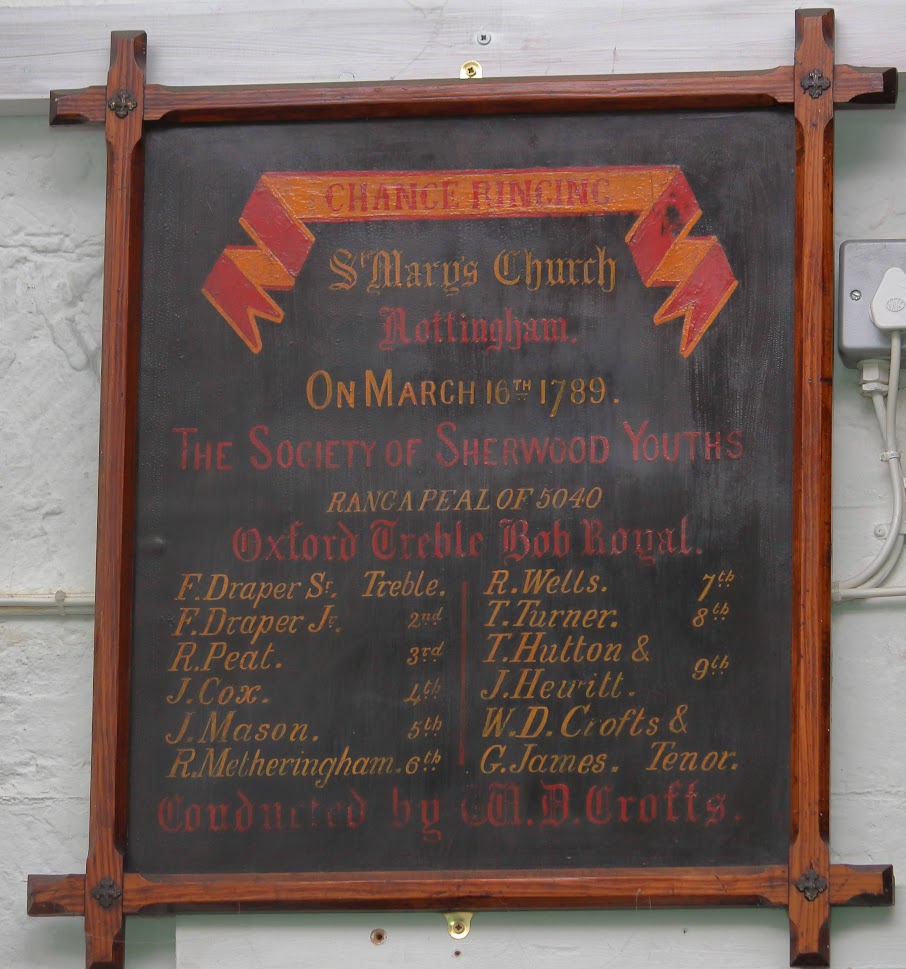 CHANGE RINGING
St Mary's Church
Nottingham.
ON MARCH 16TH 1789.
THE SOCIETY OF SHERWOOD YOUTHS
RANG A PEAL OF 5040
Oxford Treble Bob Royal.
F. Draper Sr. Treble.
F. Draper Jr. 2nd
R. Peat. 3rd
J. Cox. 4th
J. Mason. 5th
R. Metheringham. 6th
R. Wells. 7th
T. Turner. 8th
T. Hutton &
J. Hewitt. 9th
W. D. Crofts &
G. James. Tenor.
Conducted by W. D. Crofts.